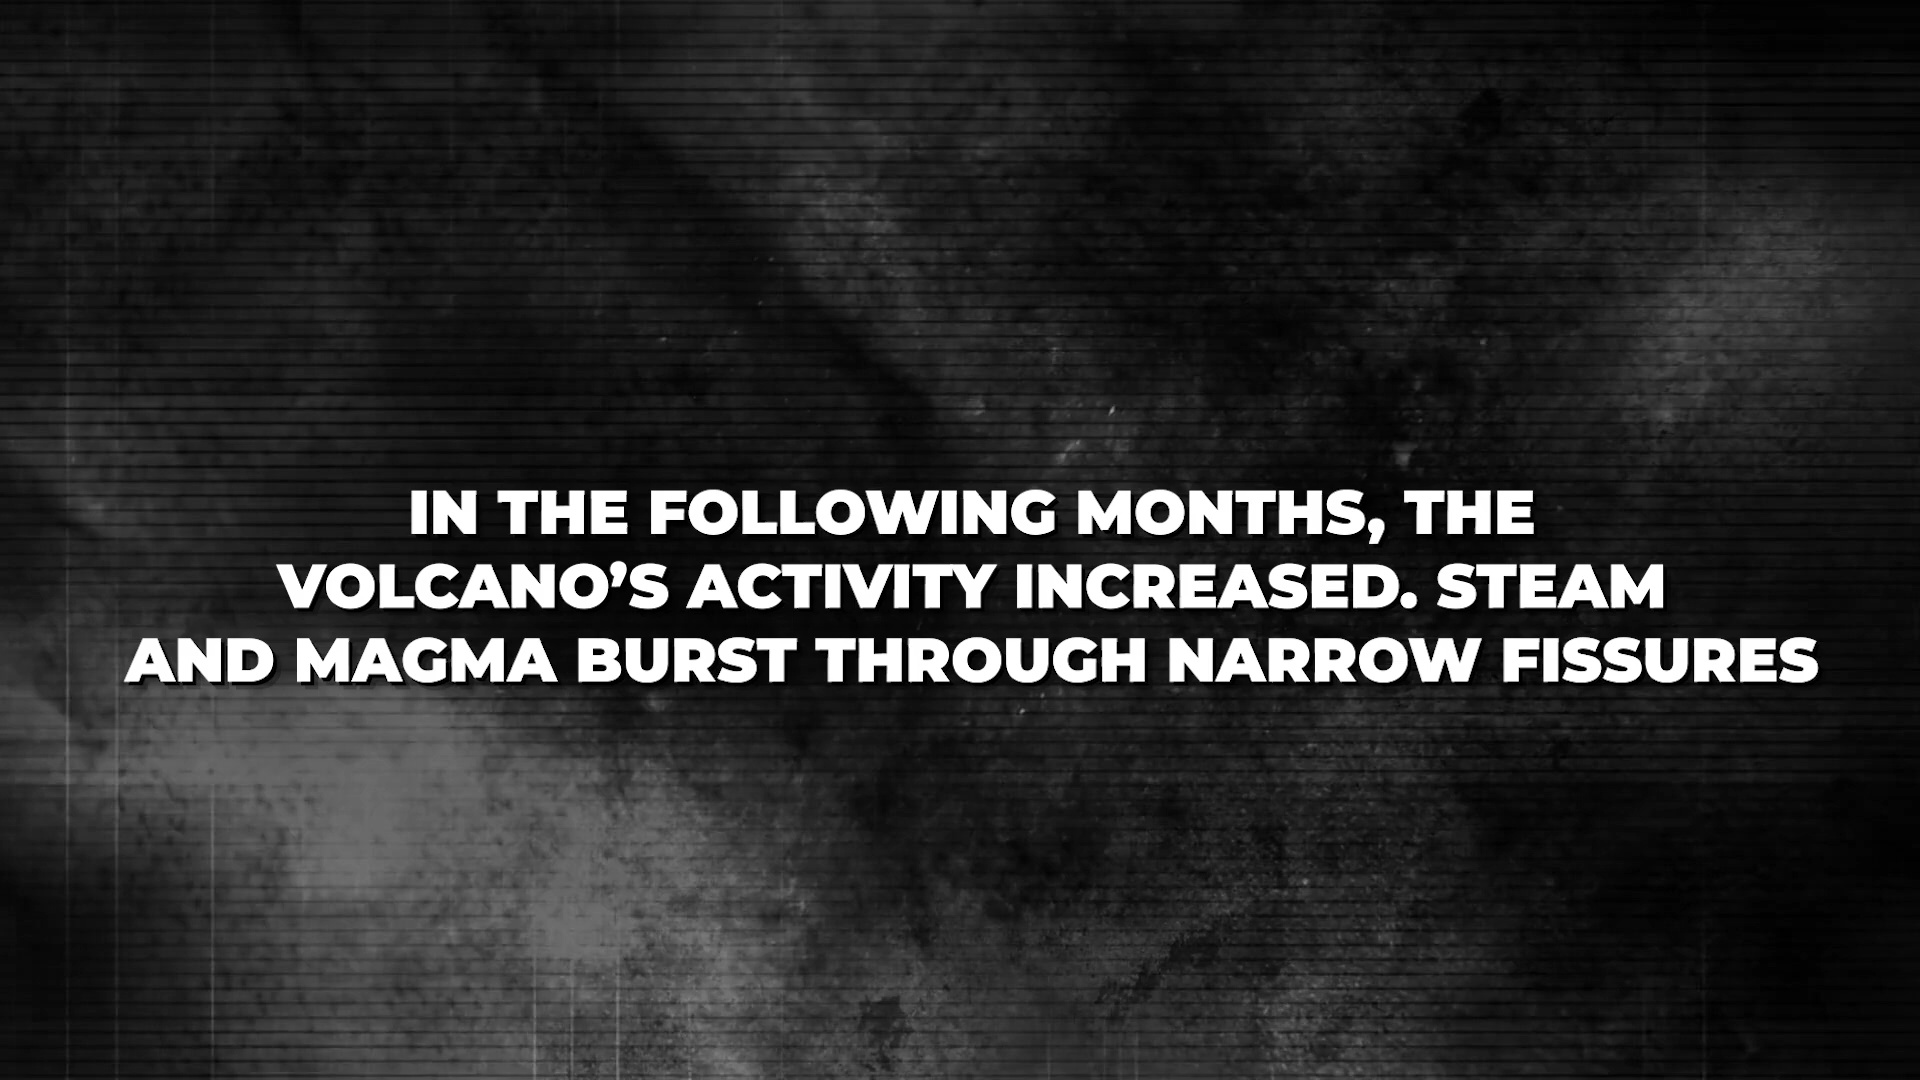 IN THE FOLLOWING MONTHS, THE
VOLCANO’S ACTIVITY INCREASED. STEAM
AND MAGMA BURST THROUGH NARROW FISSURES